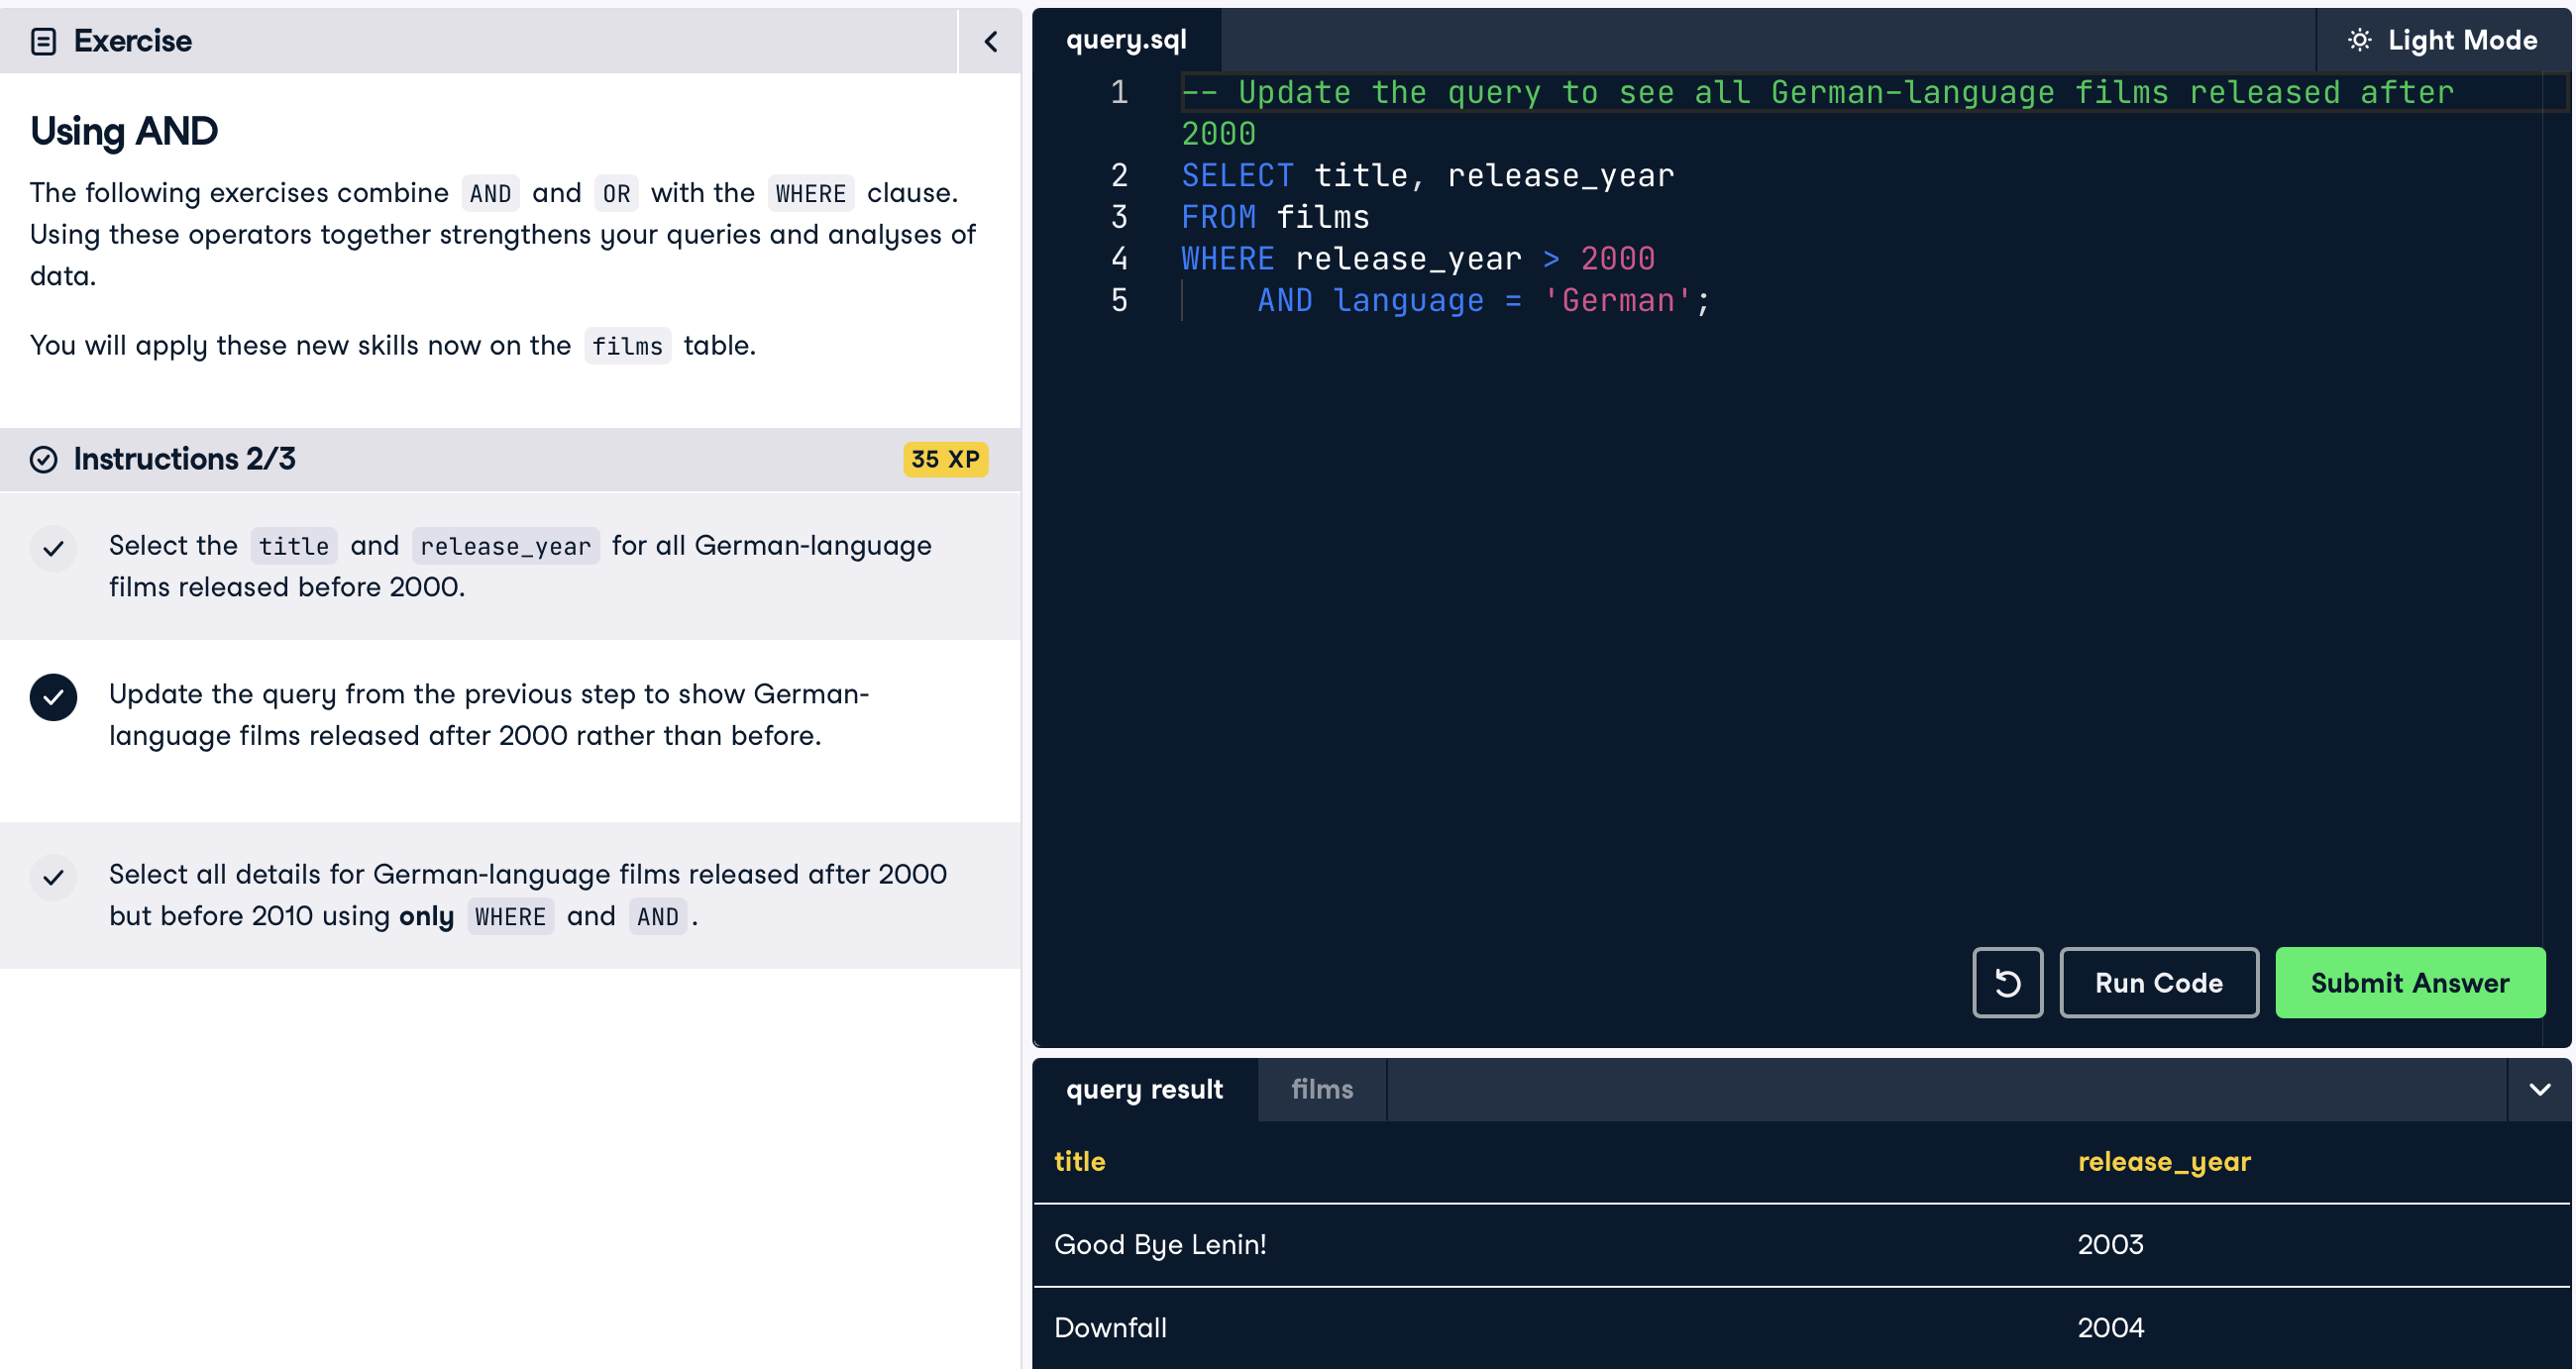 Exercise
Using AND
The following exercises combine AND and OR with the WHERE clause.
Using these operators together strengthens your queries and analyses of
data.
You will apply these new skills now on the films table.
Instructions 2/3
35 XP
Select the title and release_year for all German-language
films released before 2000.
Update the query from the previous step to show German-
language films released after 2000 rather than before.
Select all details for German-language films released after 2000
but before 2010 using only WHERE and AND.
query.sql
Light Mode
1 -- Update the query to see all German-language films released after
2000
2 SELECT title, release_year
3 FROM films
4 WHERE release_year > 2000
5 AND language = 'German';
Run Code
Submit Answer
query result
films
title release_year
Good Bye Lenin! 2003
Downfall 2004